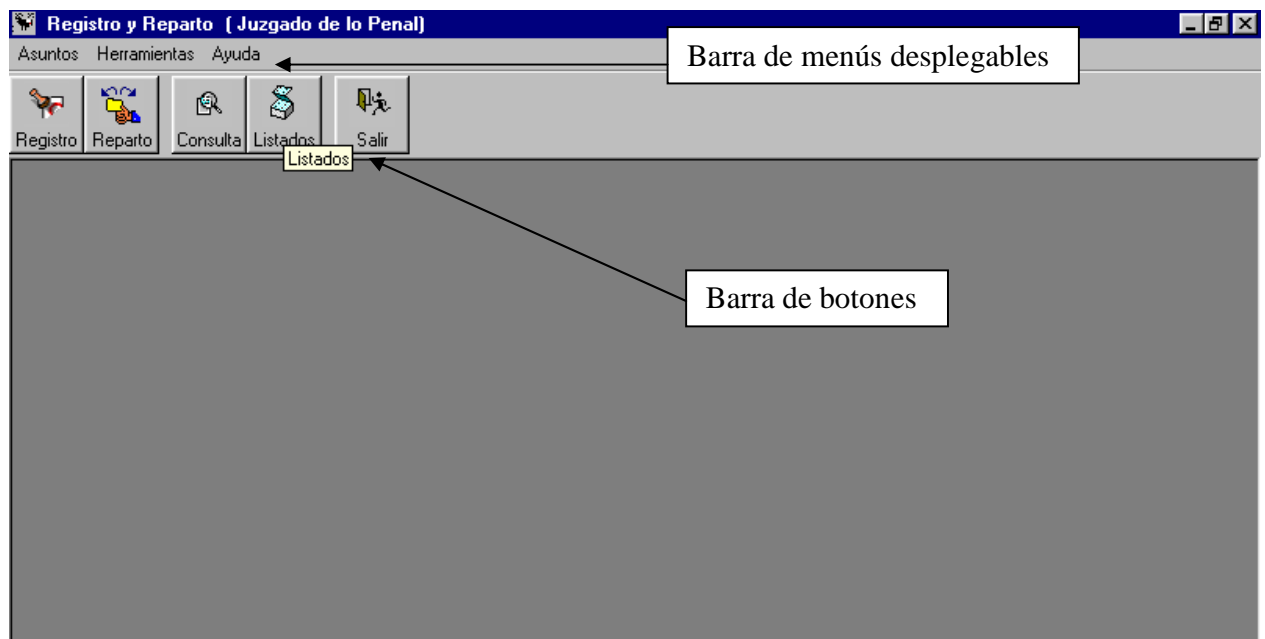 Registro y Reparto ( Juzgado de lo Penal)
Asuntos Herramientas Ayuda
Barra de menús desplegables
Registro Reparto Consulta Listados Salir
Listados
Barra de botones